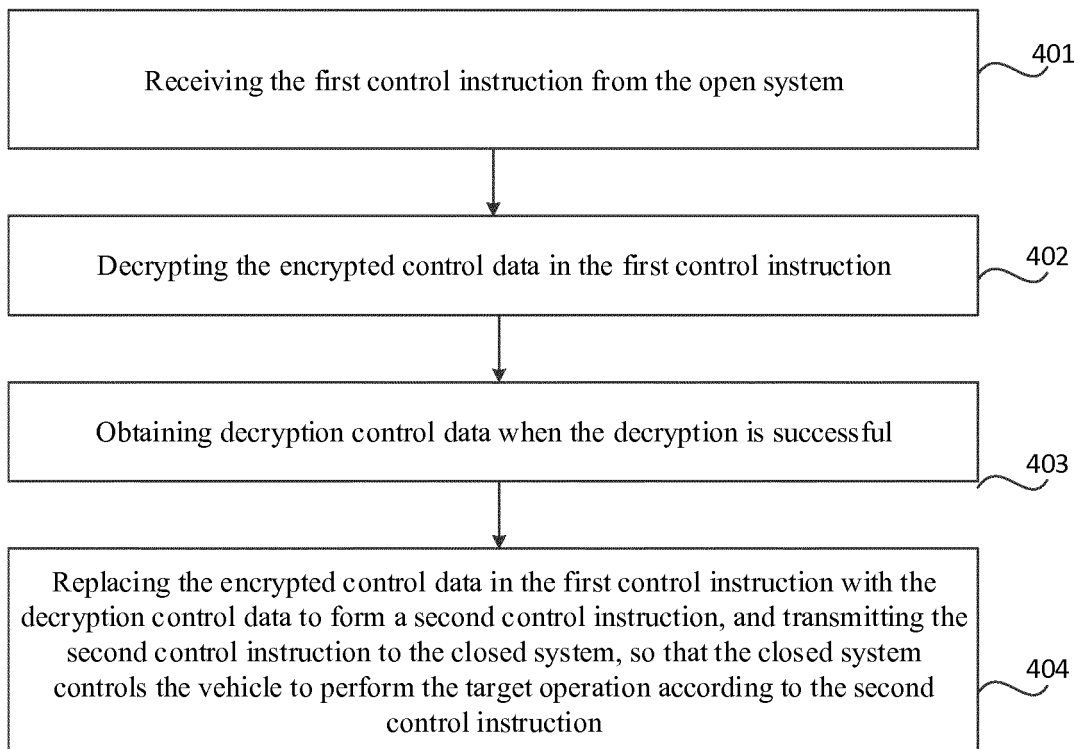 Receiving the first control instruction from the open system
401
Decrypting the encrypted control data in the first control instruction
402
Obtaining decryption control data when the decryption is successful
403
Replacing the encrypted control data in the first control instruction with the
decryption control data to form a second control instruction, and transmitting the
second control instruction to the closed system, so that the closed system
controls the vehicle to perform the target operation according to the second
control instruction
404